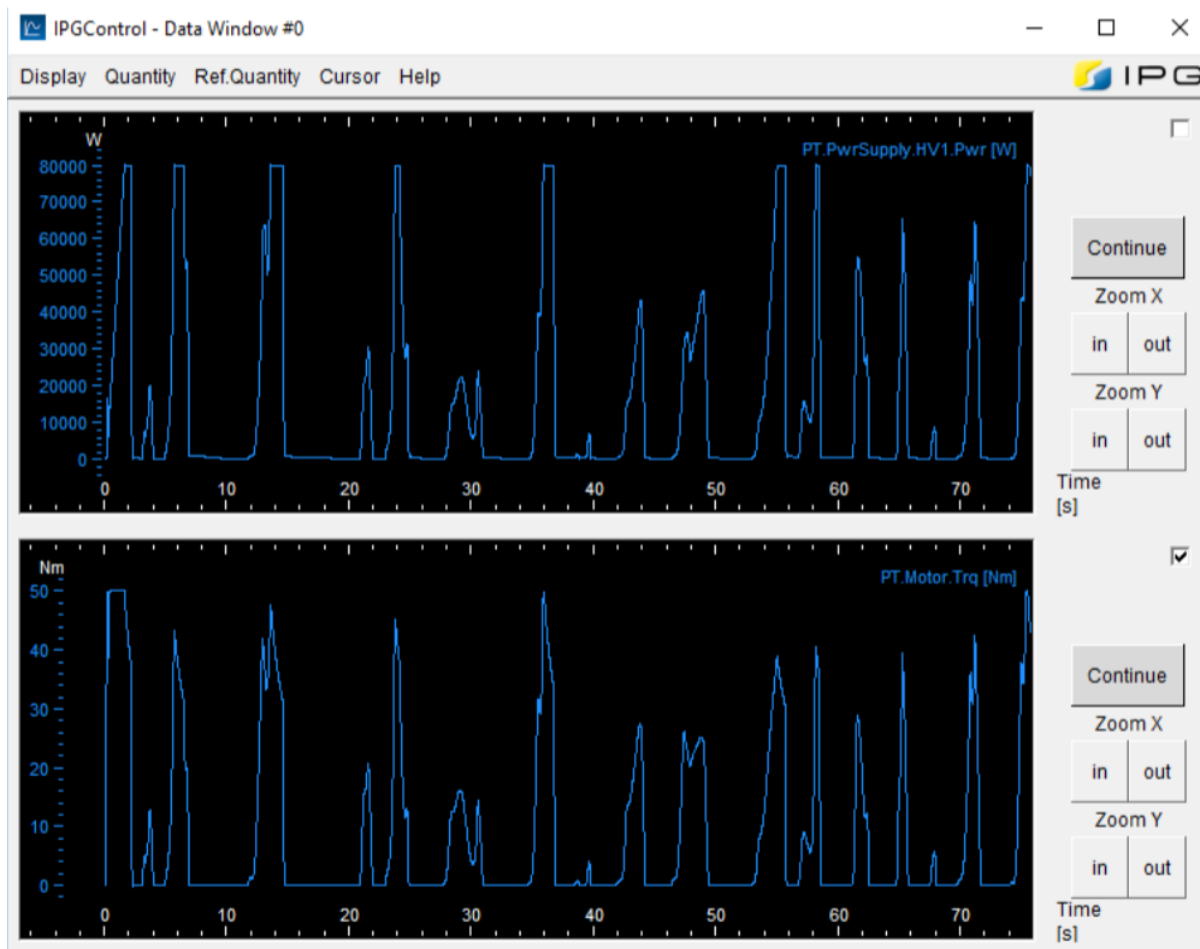 IPGControl - Data Window #0
Display Quantity Ref.Quantity Cursor Help
IPG
W
PT.PwrSupply.HV1.Pwr [W]
80000
70000
60000
50000
40000
30000
20000
10000
0
0 10 20 30 40 50 60 70
Continue
Zoom X
in out
Zoom Y
in out
Time
[s]
Nm
PT.Motor.Trq [Nm]
50
40
30
20
10
0
0 10 20 30 40 50 60 70
Continue
Zoom X
in out
Zoom Y
in out
Time
[s]